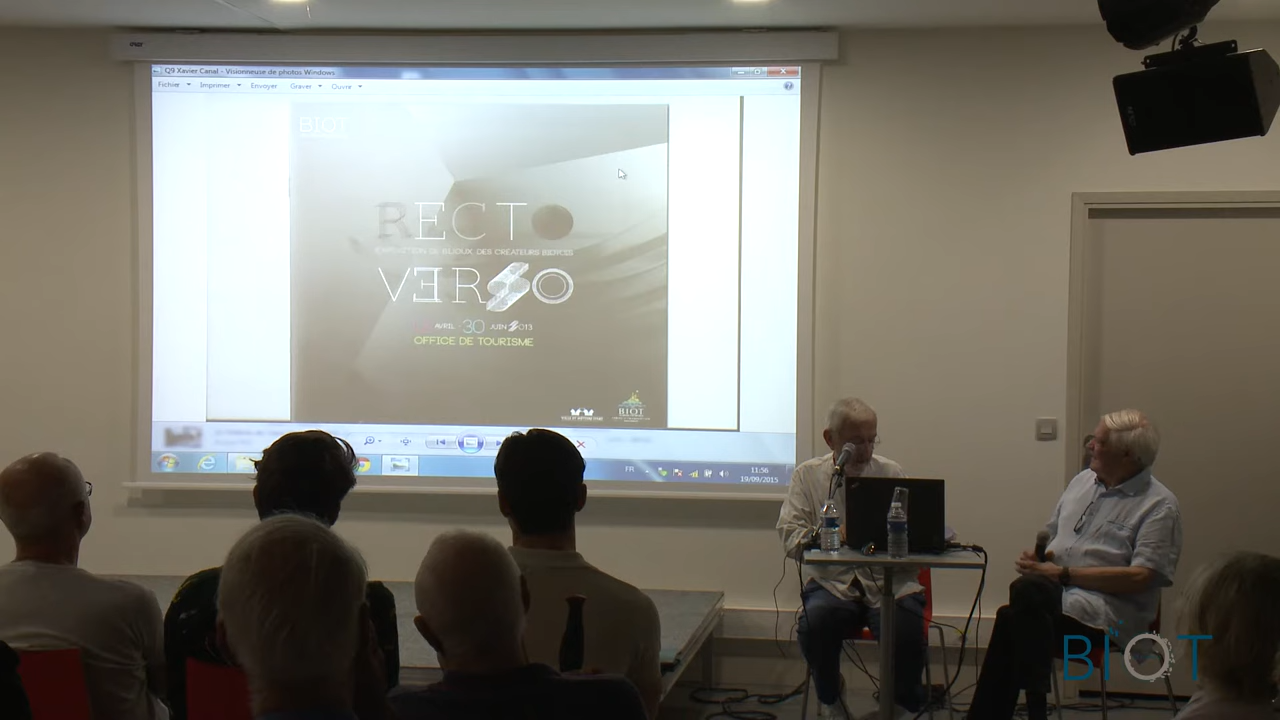 Q9 Xavier Canal - Visionneuse de photos Windows
Fichier Imprimer Envoyer Graver Ouvre
BIOT
RECTO
EXPOSITION DE BIJOUX DES CRÉATEURS BIOTOIS
VERSO
AVRIL 30 JUIN 2013
OFFICE DE TOURISME
BIOT
FR
11:56
19/09/2015
BIOT